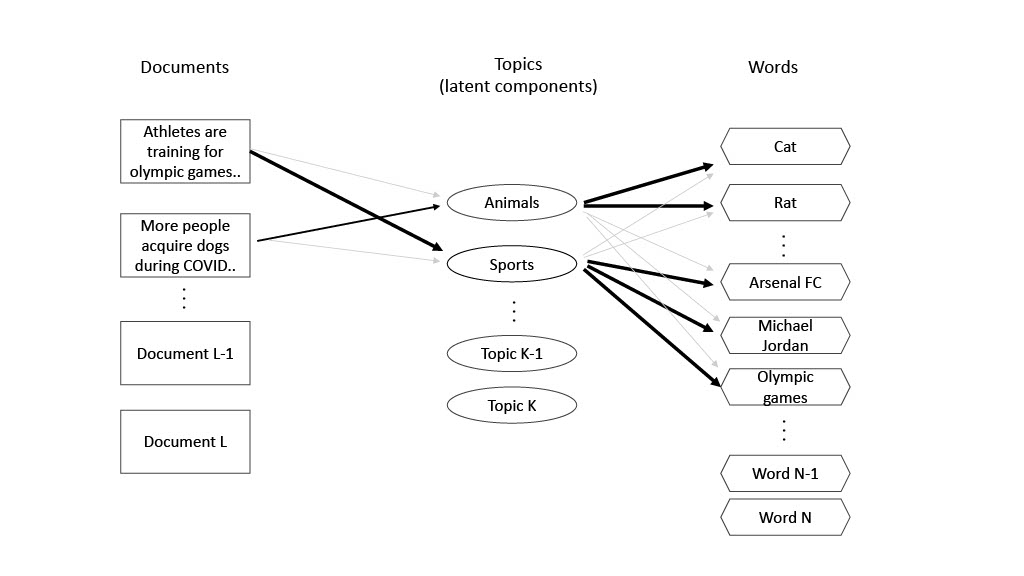 Documents
Topics
(latent components)
Words
Athletes are
training for
olympic games..
More people
acquire dogs
during COVID..
Document L-1
Document L
Animals
Sports
Topic K-1
Topic K
Cat
Rat
Arsenal FC
Michael
Jordan
Olympic
games
Word N-1
Word N